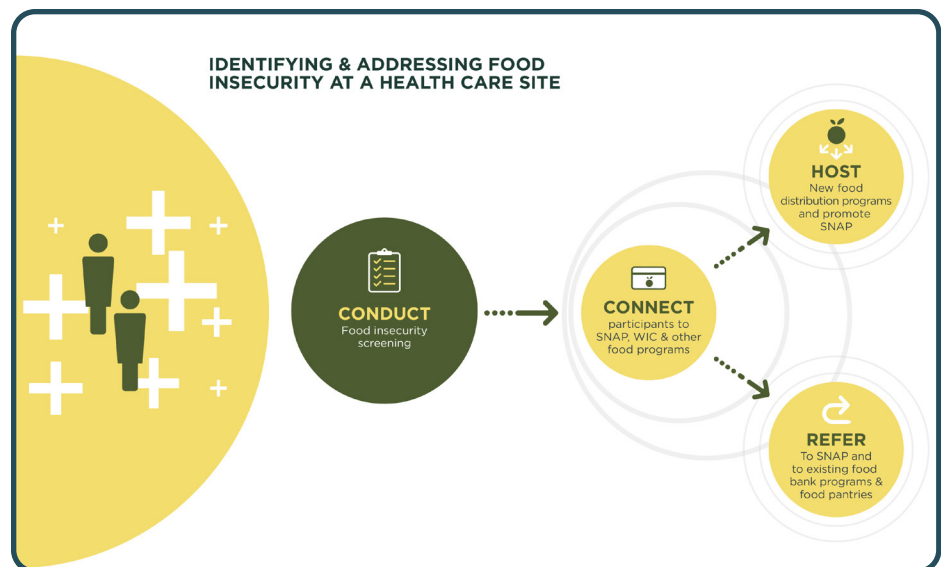 IDENTIFYING & ADDRESSING FOOD
INSECURITY AT A HEALTH CARE SITE
CONDUCT
Food insecurity
screening
CONNECT
participants to
SNAP, WIC & other
food programs
HOST
New food
distribution programs
and promote
SNAP
REFER
To SNAP and
to existing food
bank programs &
food pantries